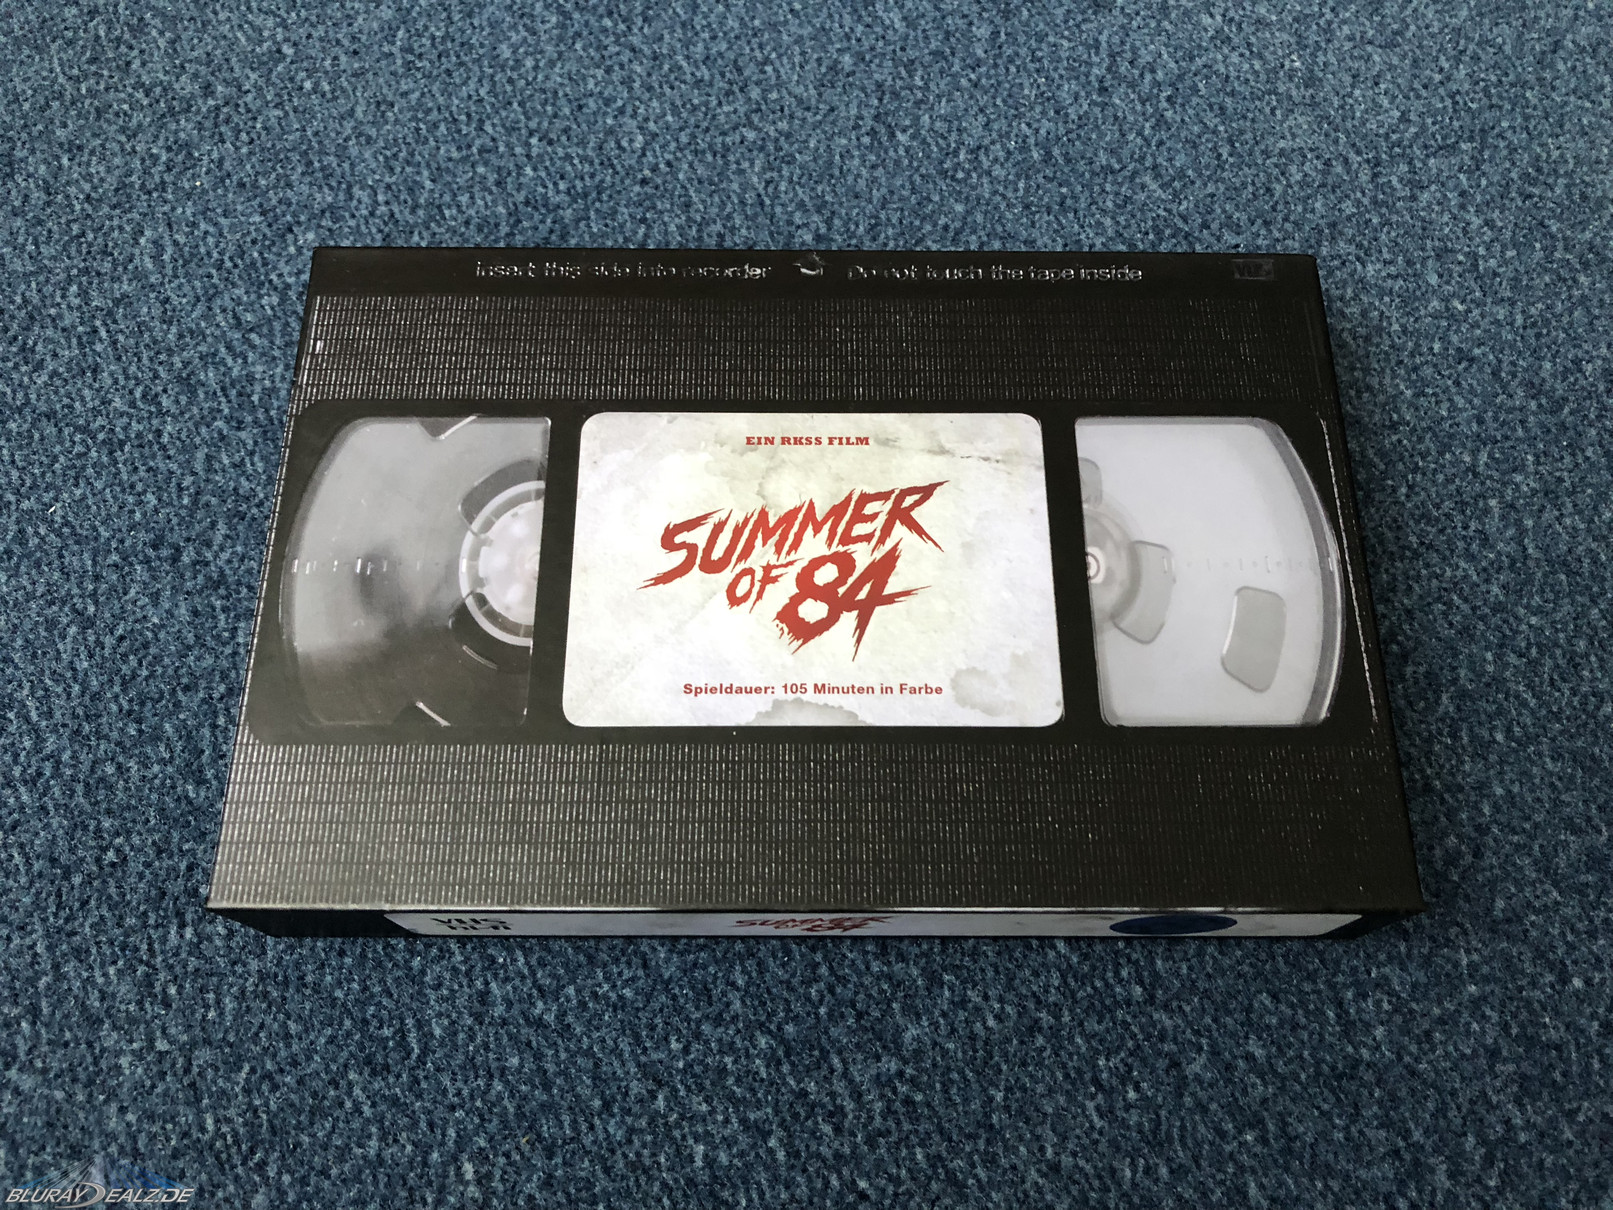 insert this side into recorder Do not touch the tape inside
EIN RKSS FILM
SUMMER
OF 84
Spieldauer: 105 Minuten in Farbe
VHS
SUMMER
OF 84
BLURAYDEALZ.DE